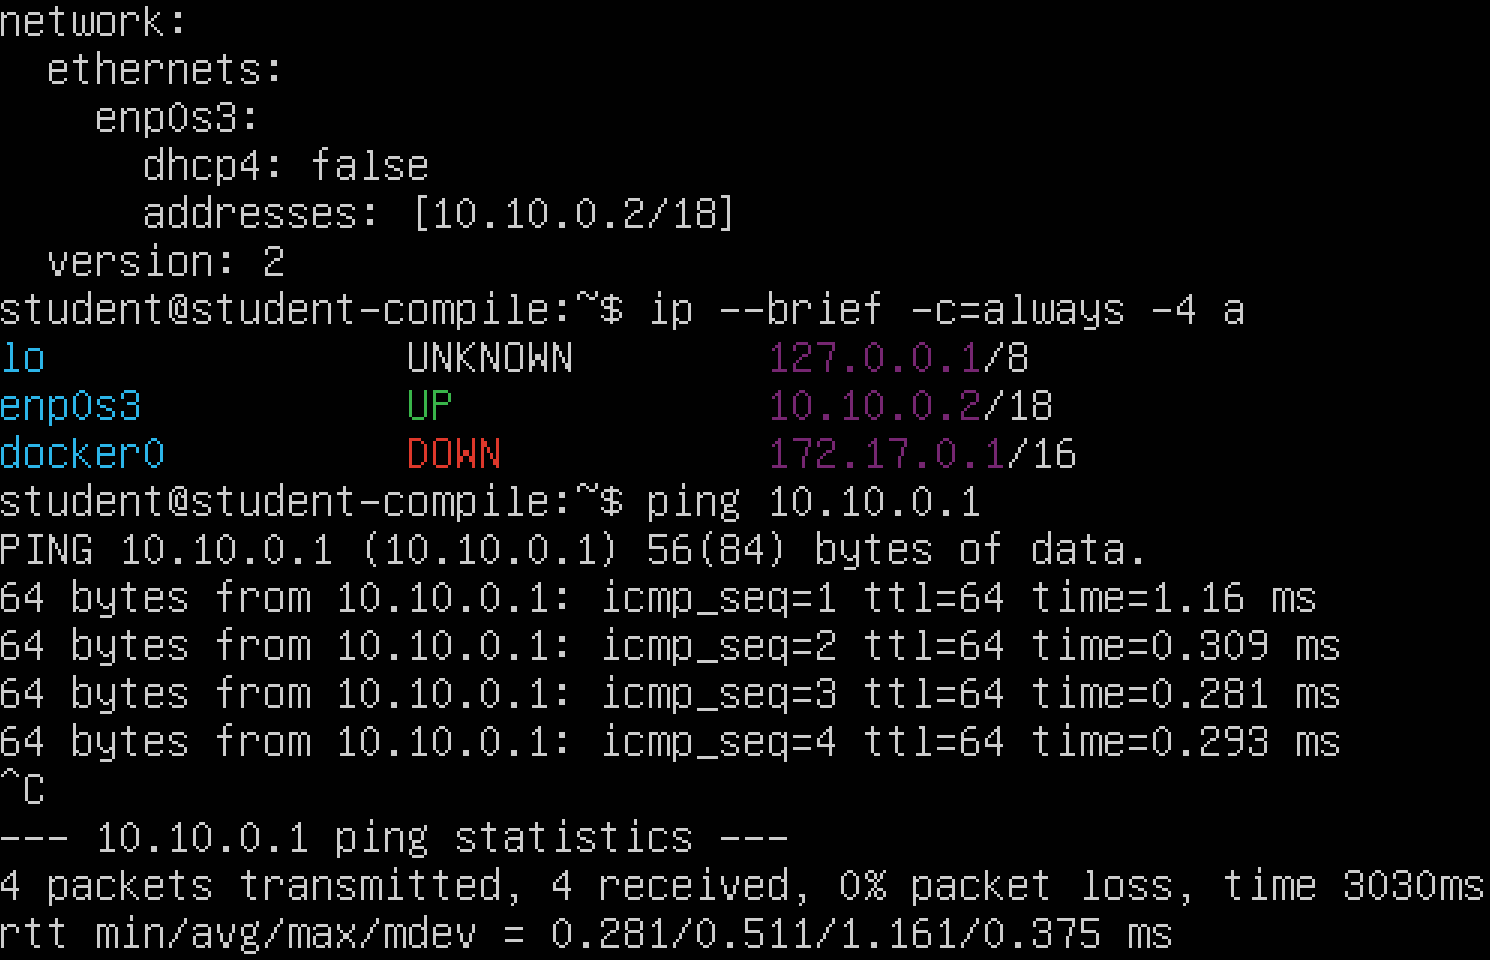 network:
  ethernets:
    enp0s3:
      dhcp4: false
      addresses: [10.10.0.2/18]
  version: 2
student@student-compile:~$ ip --brief -c=always -4 a
lo               UNKNOWN        127.0.0.1/8
enp0s3           UP             10.10.0.2/18
docker0          DOWN           172.17.0.1/16
student@student-compile:~$ ping 10.10.0.1
PING 10.10.0.1 (10.10.0.1) 56(84) bytes of data.
64 bytes from 10.10.0.1: icmp_seq=1 ttl=64 time=1.16 ms
64 bytes from 10.10.0.1: icmp_seq=2 ttl=64 time=0.309 ms
64 bytes from 10.10.0.1: icmp_seq=3 ttl=64 time=0.281 ms
64 bytes from 10.10.0.1: icmp_seq=4 ttl=64 time=0.293 ms
^C
--- 10.10.0.1 ping statistics ---
4 packets transmitted, 4 received, 0% packet loss, time 3030ms
rtt min/avg/max/mdev = 0.281/0.511/1.161/0.375 ms